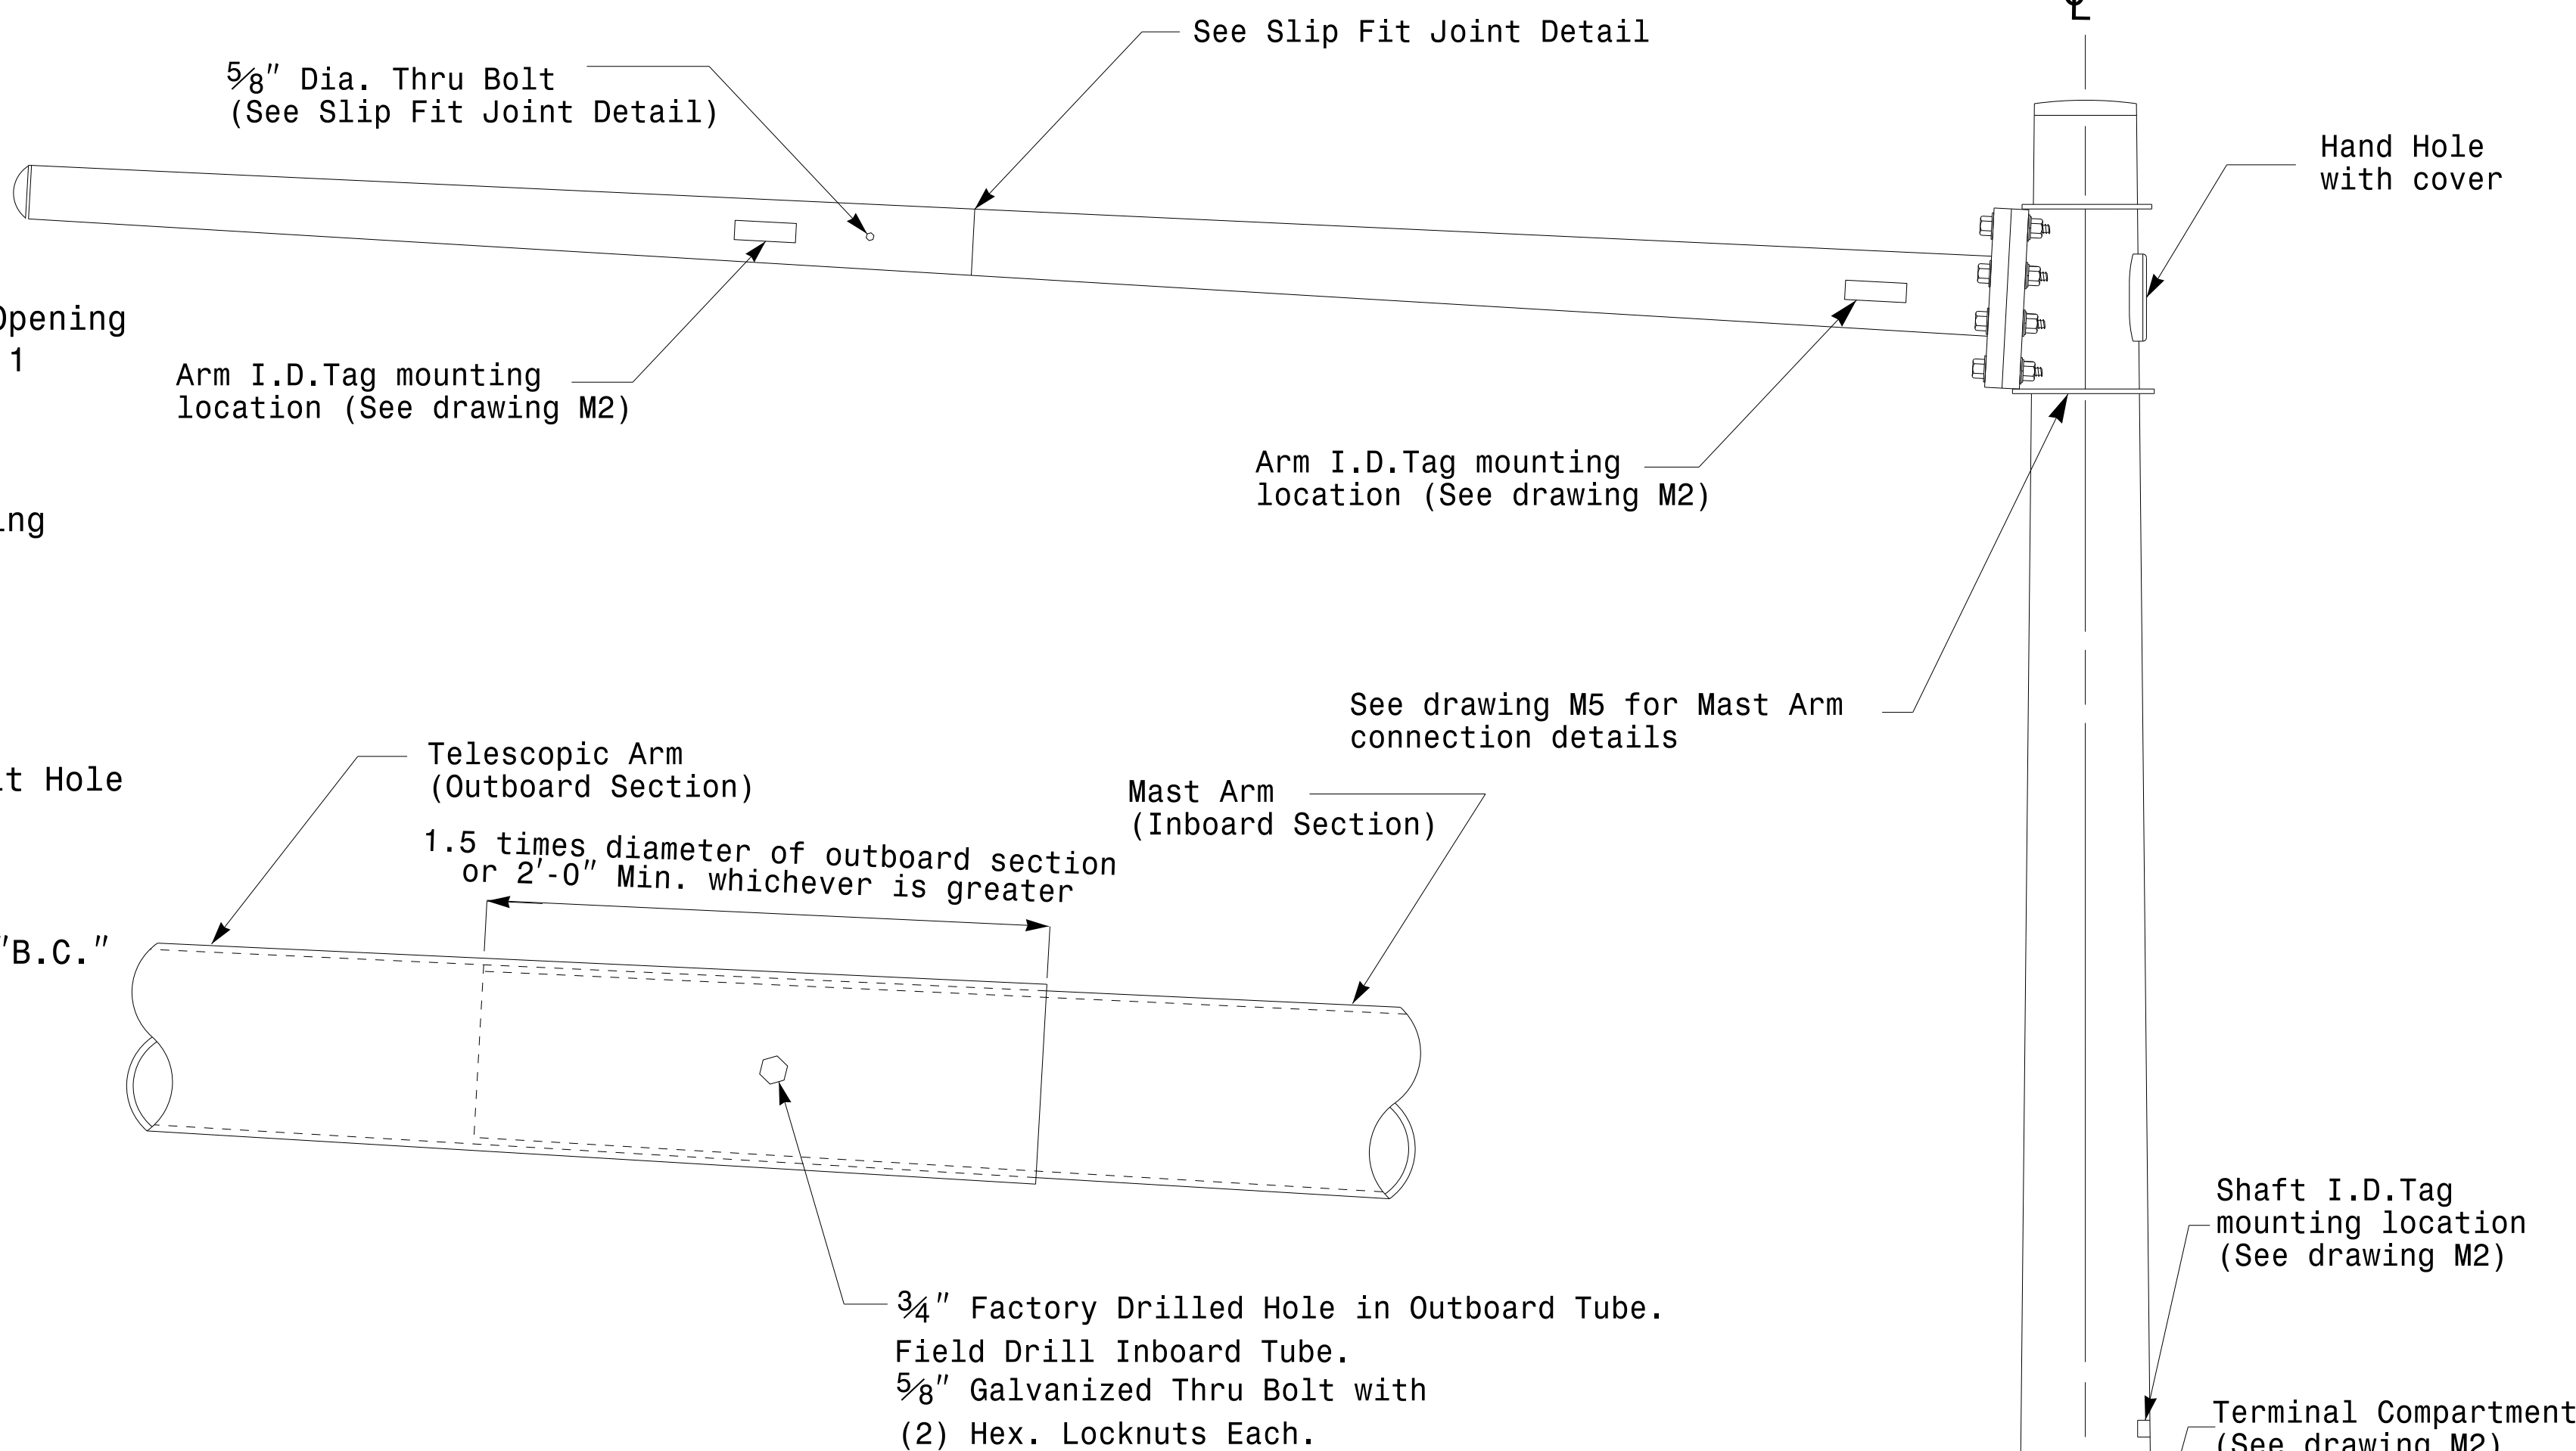 ℄
See Slip Fit Joint Detail
5/8" Dia. Thru Bolt
(See Slip Fit Joint Detail)
Hand Hole
with cover
Opening
1
Arm I.D.Tag mounting
location (See drawing M2)
Arm I.D.Tag mounting
location (See drawing M2)
See drawing M5 for Mast Arm
connection details
Telescopic Arm
(Outboard Section)
Hole
Mast Arm
(Inboard Section)
1.5 times diameter of outboard section
or 2'-0" Min. whichever is greater
"B.C."
Shaft I.D.Tag
mounting location
(See drawing M2)
3/4" Factory Drilled Hole in Outboard Tube.
Field Drill Inboard Tube.
5/8" Galvanized Thru Bolt with
(2) Hex. Locknuts Each.
Terminal Compartment
(See drawing M2)